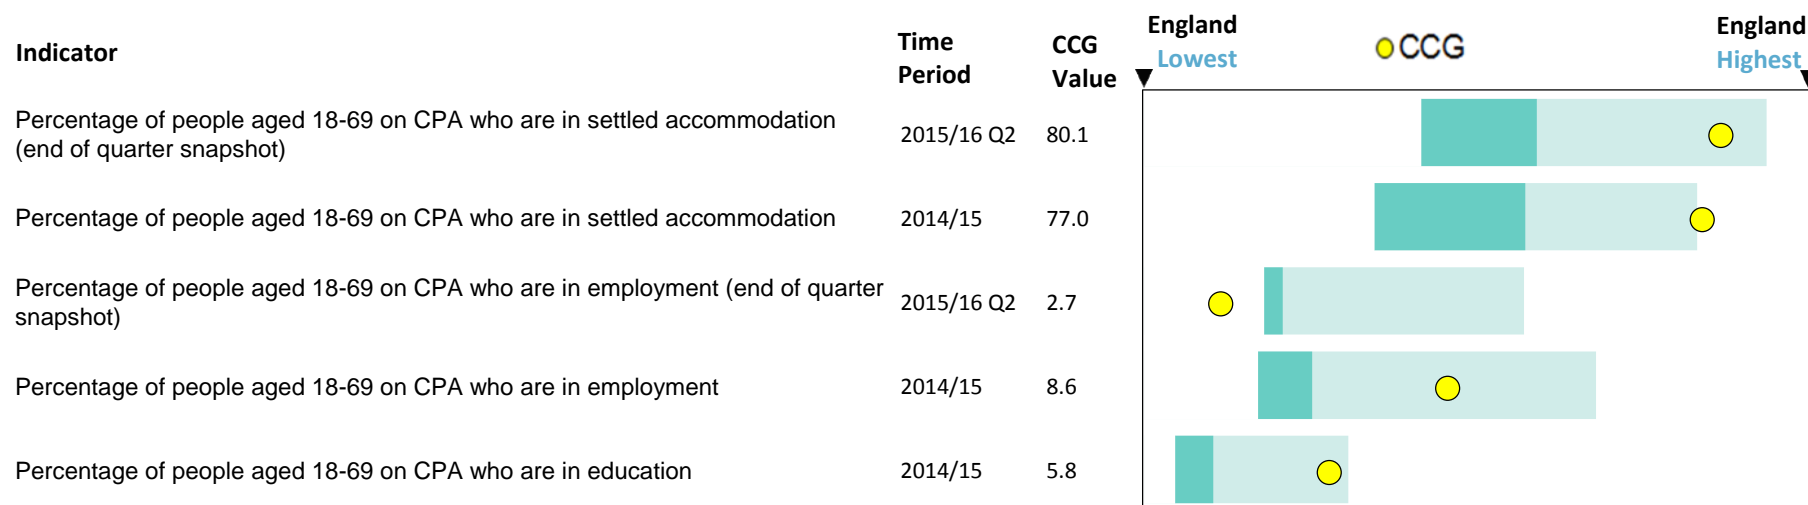 Indicator
Time
Period
CCG
Value
England
Lowest
CCG
England
Highest
Percentage of people aged 18-69 on CPA who are in settled accommodation
(end of quarter snapshot)
2015/16 Q2
80.1
Percentage of people aged 18-69 on CPA who are in settled accommodation
2014/15
77.0
Percentage of people aged 18-69 on CPA who are in employment (end of quarter
snapshot)
2015/16 Q2
2.7
Percentage of people aged 18-69 on CPA who are in employment
2014/15
8.6
Percentage of people aged 18-69 on CPA who are in education
2014/15
5.8